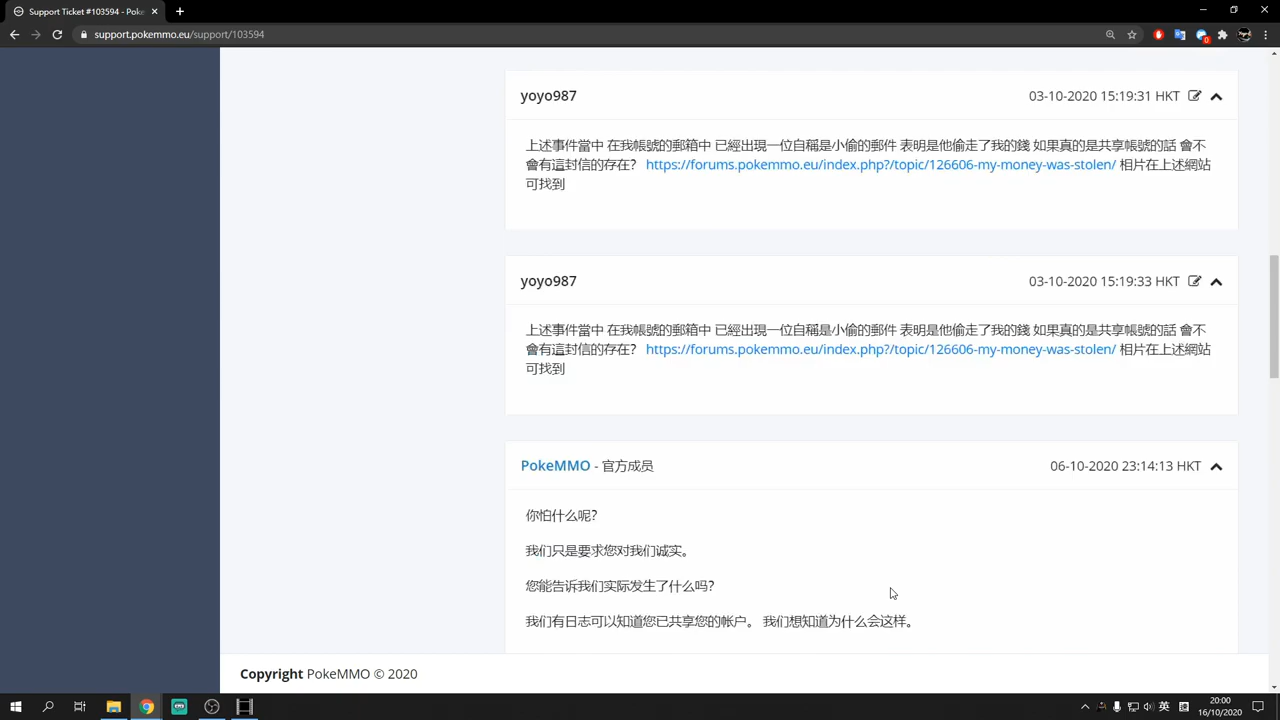 Support Ticket #103594 - Poke
support.pokemmo.eu/support/103594
yoyo987
03-10-2020 15:19:31 HKT
上述事件當中 在我帳號的郵箱中 已經出現一位自稱是小偷的郵件 表明是他偷走了我的錢 如果真的是共享帳號的話 會不
會有這封信的存在? https://forums.pokemmo.eu/index.php?/topic/126606-my-money-was-stolen/ 相片在上述網站
可找到
yoyo987
03-10-2020 15:19:33 HKT
上述事件當中 在我帳號的郵箱中 已經出現一位自稱是小偷的郵件 表明是他偷走了我的錢 如果真的是共享帳號的話 會不
會有這封信的存在? https://forums.pokemmo.eu/index.php?/topic/126606-my-money-was-stolen/ 相片在上述網站
可找到
PokeMMO - 官方成员
06-10-2020 23:14:13 HKT
你怕什么呢?
我们只是要求您对我们诚实。
您能告诉我们实际发生了什么吗?
我们有日志可以知道您已共享您的帐户。 我们想知道为什么会这样。
Copyright PokeMMO © 2020
英
20:00
16/10/2020